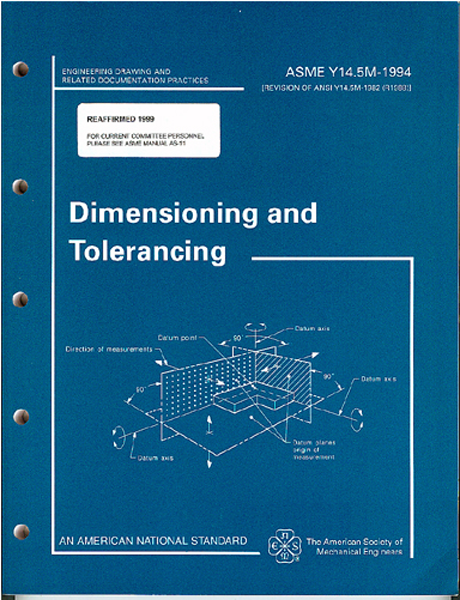 ENGINEERING DRAWING AND
RELATED DOCUMENTATION PRACTICES
ASME Y14.5M-1994
[REVISION OF ANSI Y14.5M-1982 (R1988)]
REAFFIRMED 1999
FOR CURRENT COMMITTEE PERSONNEL
PLEASE SEE ASME MANUAL AS-11
Dimensioning and
Tolerancing
Datum point
90°
Datum axis
Direction of measurements
90°
90°
Datum axis
Datum axis
Datum planes
origin of
measurement
AN AMERICAN NATIONAL STANDARD
The American Society of
Mechanical Engineers